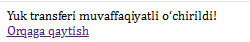 Yuk transferi muvaffaqiyatli o‘chirildi!
Orqaga qaytish